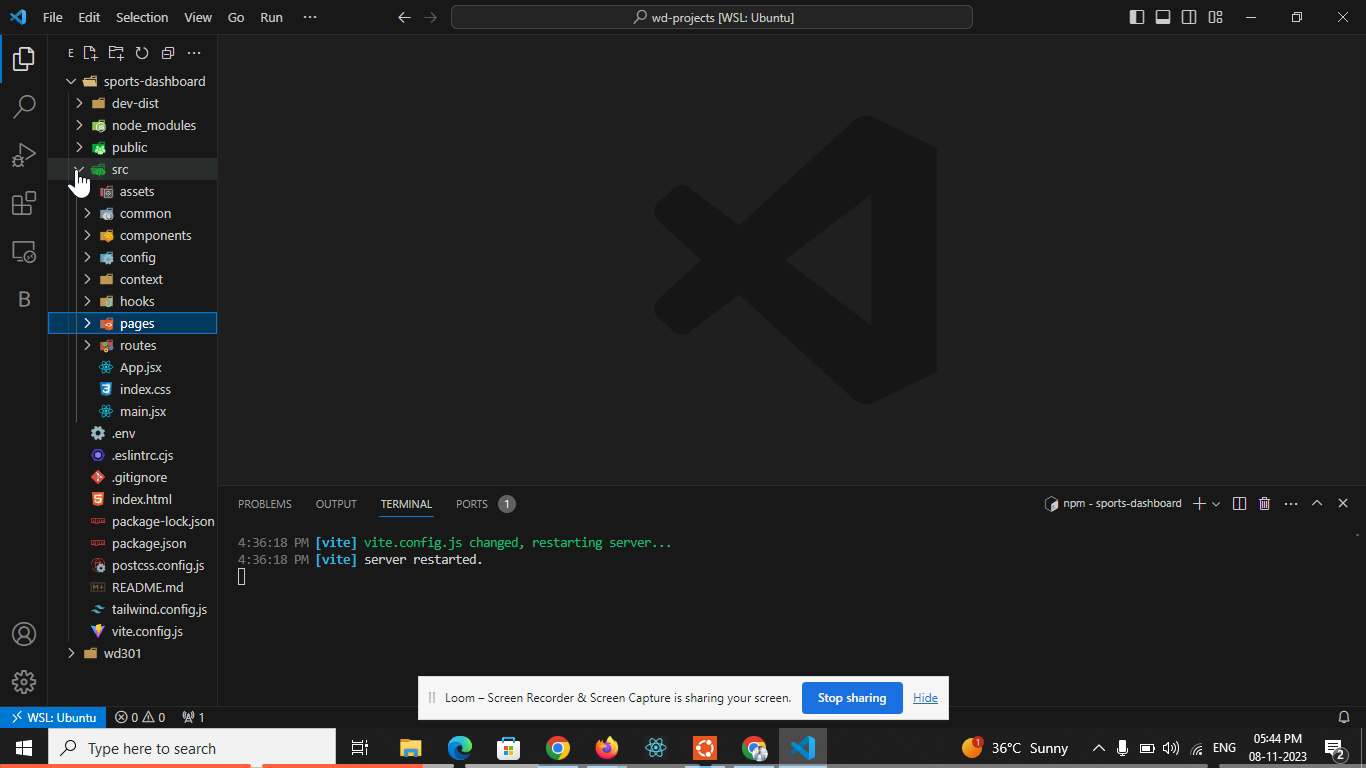 File Edit Selection View Go Run ···
wd-projects [WSL: Ubuntu]
E
sports-dashboard
dev-dist
node_modules
public
src
assets
common
components
config
context
hooks
pages
routes
App.jsx
index.css
main.jsx
.env
.eslintrc.cjs
.gitignore
index.html
package-lock.json
package.json
postcss.config.js
README.md
tailwind.config.js
vite.config.js
wd301
B
PROBLEMS OUTPUT TERMINAL PORTS 1
npm - sports-dashboard
4:36:18 PM [vite] vite.config.js changed, restarting server...
4:36:18 PM [vite] server restarted.
Loom – Screen Recorder & Screen Capture is sharing your screen. Stop sharing Hide
WSL: Ubuntu 0 0 1
Type here to search
1 36°C Sunny ENG 05:44 PM
08-11-2023 2